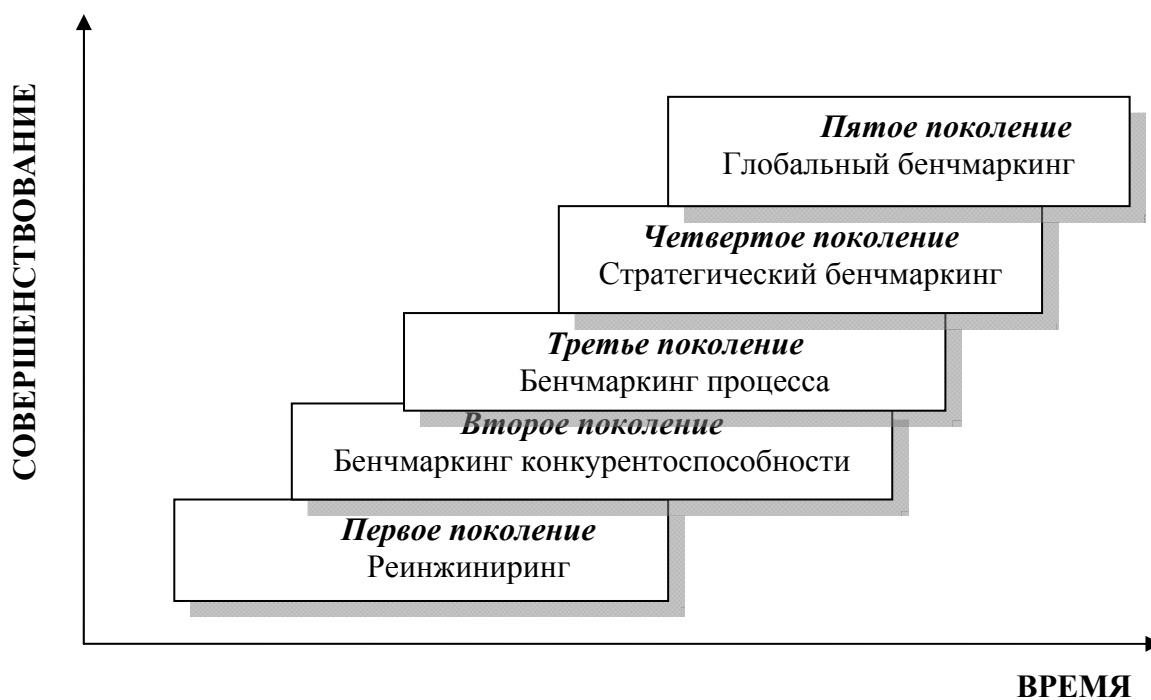 СОВЕРШЕНСТВОВАНИЕ
Пятое поколение
Глобальный бенчмаркинг
Четвертое поколение
Стратегический бенчмаркинг
Третье поколение
Бенчмаркинг процесса
Второе поколение
Бенчмаркинг конкурентоспособности
Первое поколение
Реинжиниринг
ВРЕМЯ